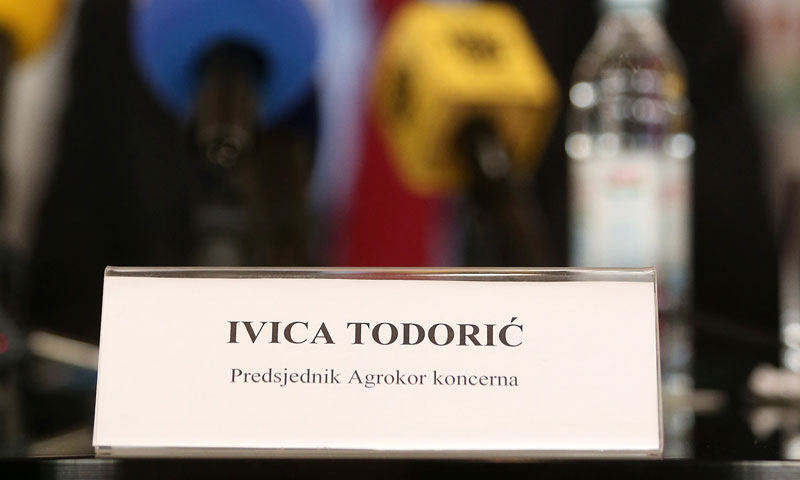 IVICA TODORIĆ
Predsjednik Agrokor koncerna